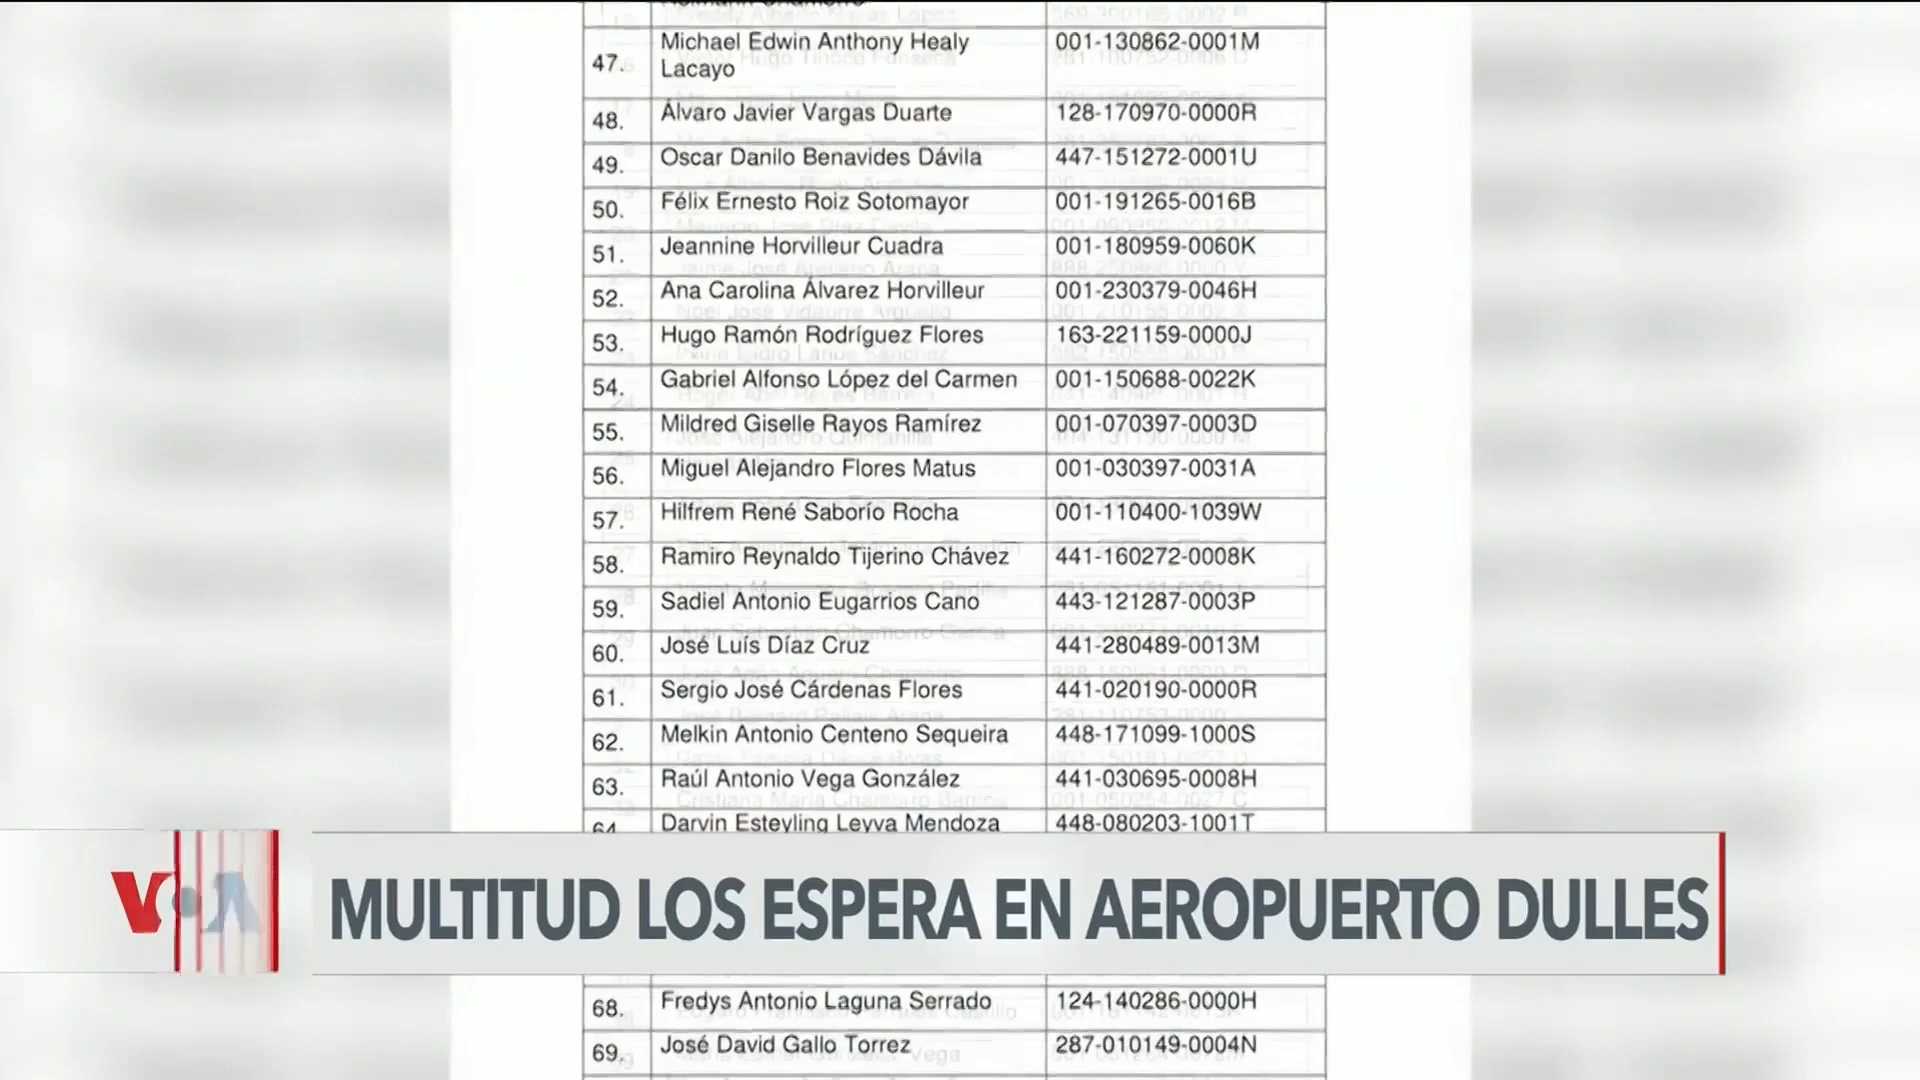 47. Michael Edwin Anthony Healy 001-130862-0001M
Lacayo
48. Álvaro Javier Vargas Duarte 128-170970-0000R
49. Oscar Danilo Benavides Dávila 447-151272-0001U
50. Félix Ernesto Roiz Sotomayor 001-191265-0016B
51. Jeannine Horvilleur Cuadra 001-180959-0060K
52. Ana Carolina Álvarez Horvilleur 001-230379-0046H
53. Hugo Ramón Rodríguez Flores 163-221159-0000J
54. Gabriel Alfonso López del Carmen 001-150688-0022K
55. Mildred Giselle Rayos Ramírez 001-070397-0003D
56. Miguel Alejandro Flores Matus 001-030397-0031A
57. Hilfrem René Saborío Rocha 001-110400-1039W
58. Ramiro Reynaldo Tijerino Chávez 441-160272-0008K
59. Sadiel Antonio Eugarrios Cano 443-121287-0003P
60. José Luís Díaz Cruz 441-280489-0013M
61. Sergio José Cárdenas Flores 441-020190-0000R
62. Melkin Antonio Centeno Sequeira 448-171099-1000S
63. Raúl Antonio Vega González 441-030695-0008H
64. Darvin Esteyling Leyva Mendoza 448-080203-1001T
VOA MULTITUD LOS ESPERA EN AEROPUERTO DULLES
68. Fredys Antonio Laguna Serrado 124-140286-0000H
69. José David Gallo Torrez 287-010149-0004N